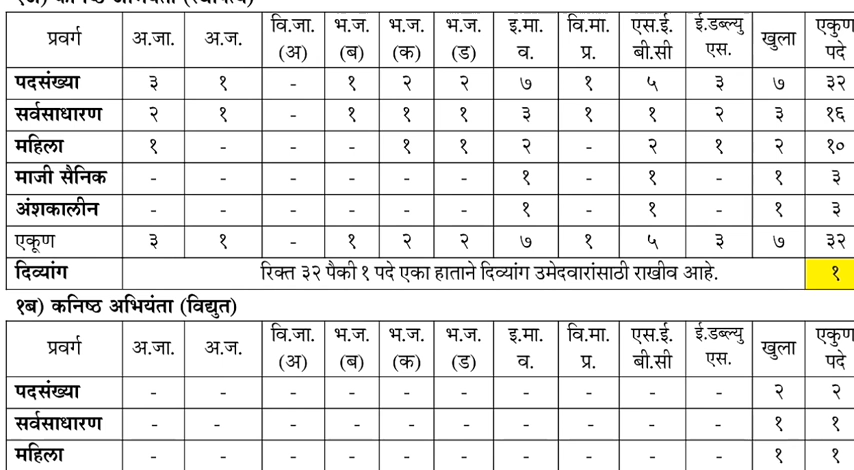 १अ) कनिष्ठ अभियंता (स्थापत्य)
प्रवर्ग अ.जा. अ.ज. वि.जा. (अ) भ.ज. (ब) भ.ज. (क) भ.ज. (ड) इ.मा. व. वि.मा. प्र. एस.ई. बी.सी ई.डब्ल्यु एस. खुला एकुण पदे
पदसंख्या ३ १ - १ २ २ ७ १ ५ ३ ७ ३२
सर्वसाधारण २ १ - १ १ १ ३ १ १ २ ३ १६
महिला १ - - - १ १ २ - २ १ २ १०
माजी सैनिक - - - - - - १ - १ - १ ३
अंशकालीन - - - - - - १ - १ - १ ३
एकूण ३ १ - १ २ २ ७ १ ५ ३ ७ ३२
दिव्यांग रिक्त ३२ पैकी १ पदे एका हाताने दिव्यांग उमेदवारांसाठी राखीव आहे. १
१ब) कनिष्ठ अभियंता (विद्युत)
प्रवर्ग अ.जा. अ.ज. वि.जा. (अ) भ.ज. (ब) भ.ज. (क) भ.ज. (ड) इ.मा. व. वि.मा. प्र. एस.ई. बी.सी ई.डब्ल्यु एस. खुला एकुण पदे
पदसंख्या - - - - - - - - - - २ २
सर्वसाधारण - - - - - - - - - - १ १
महिला - - - - - - - - - - १ १